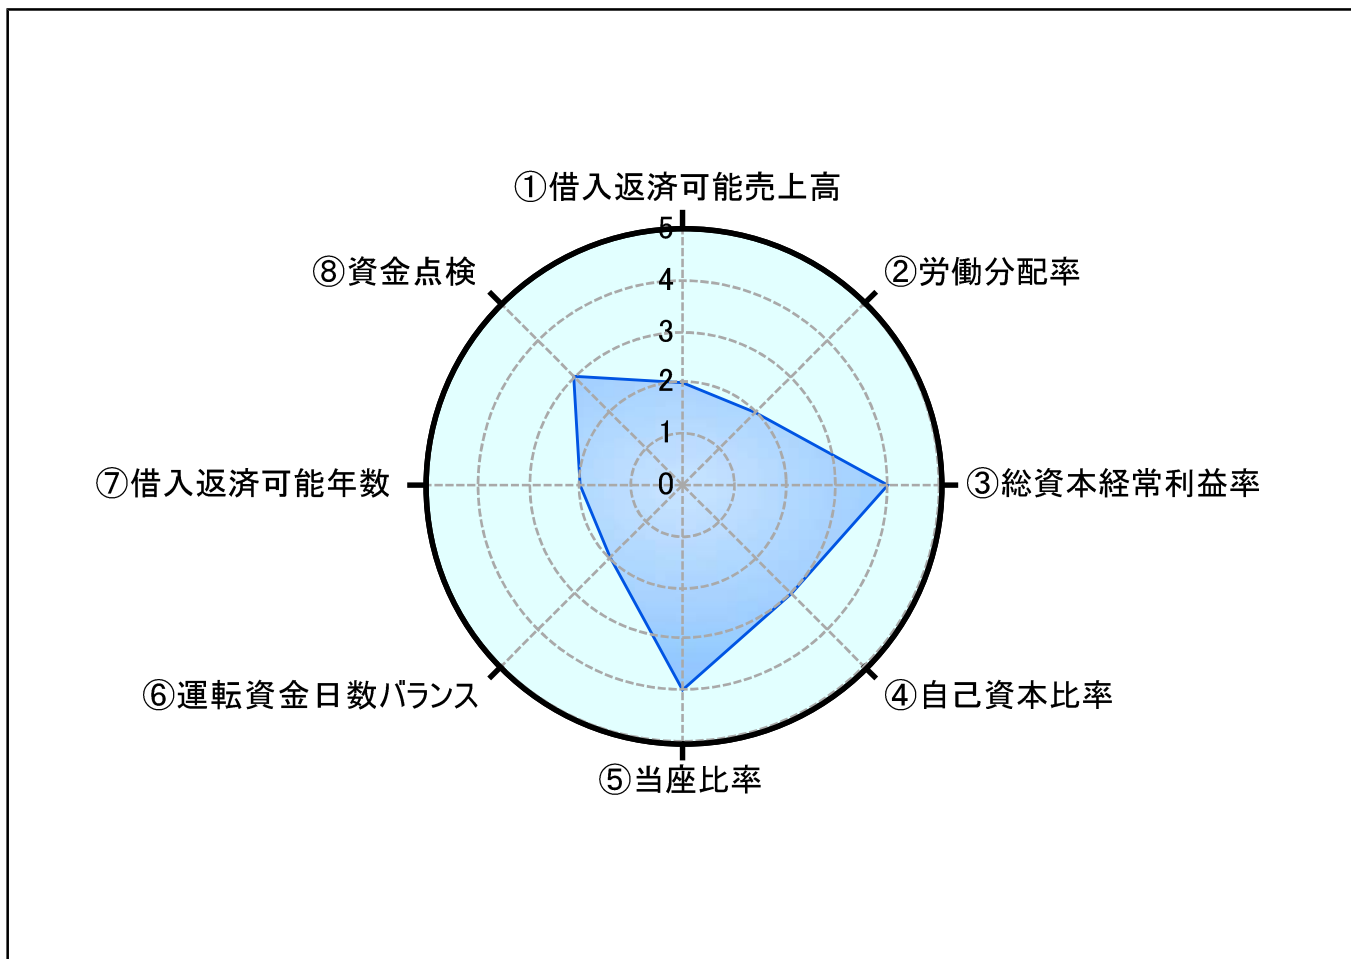 ①借入返済可能売上高
②労働分配率
③総資本経常利益率
④自己資本比率
⑤当座比率
⑥運転資金日数バランス
⑦借入返済可能年数
⑧資金点検
5
4
3
2
1
0